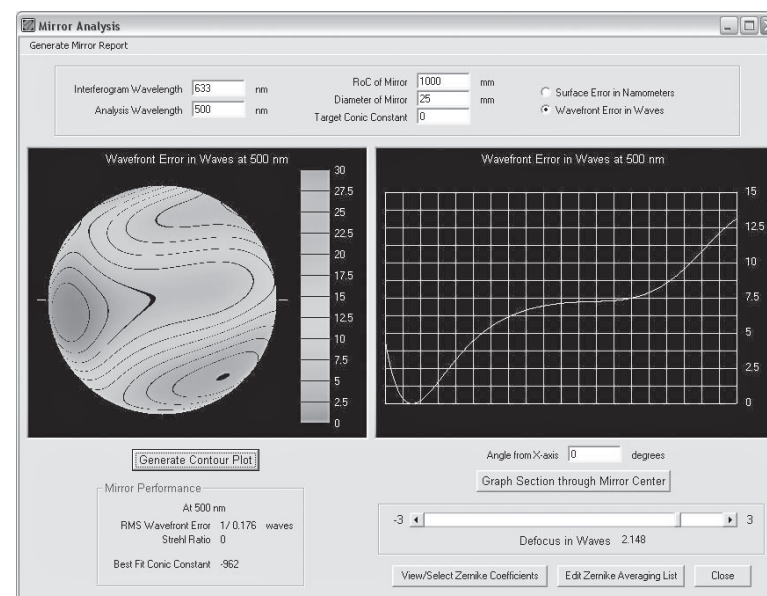 Mirror Analysis
Generate Mirror Report
Interferogram Wavelength 633 nm
Analysis Wavelength 500 nm
RoC of Mirror 1000 mm
Diameter of Mirror 25 mm
Target Conic Constant 0
Surface Error in Namometers
Wavefront Error in Waves
Wavefront Error in Waves at 500 nm
30
27.5
25
22.5
20
17.5
15
12.5
10
7.5
5
2.5
0
Wavefront Error in Waves at 500 nm
15
12.5
10
7.5
5
2.5
0
Generate Contour Plot
Mirror Performance
At 500 nm
RMS Wavefront Error 1/ 0.176 waves
Strehl Ratio 0
Best Fit Conic Constant -962
Angle from X-axis 0 degrees
Graph Section through Mirror Center
-3 3
Defocus in Waves 2.148
View/Select Zernike Coefficients Edit Zernike Averaging List Close